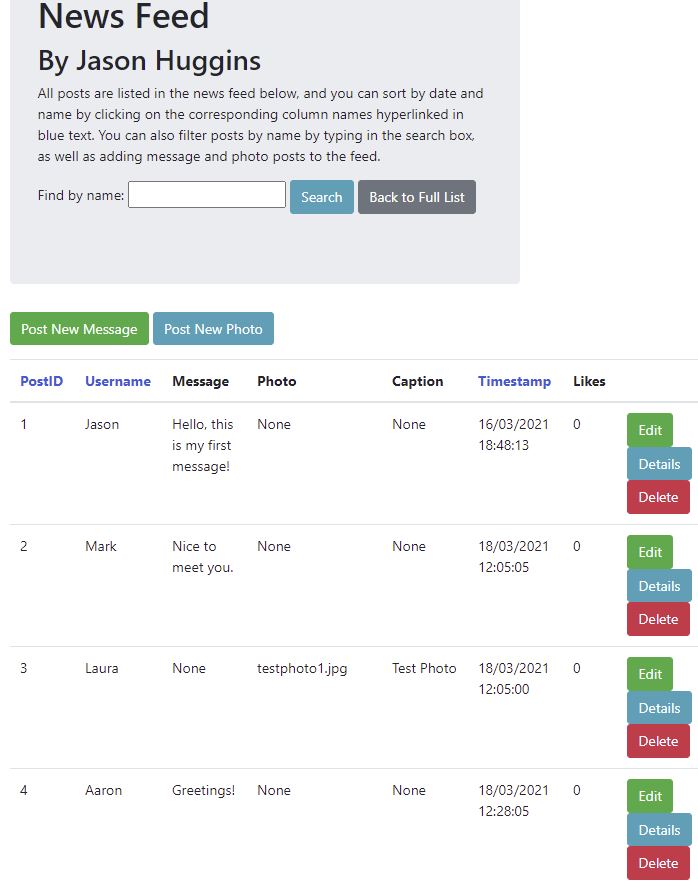 News Feed
By Jason Huggins
All posts are listed in the news feed below, and you can sort by date and
name by clicking on the corresponding column names hyperlinked in
blue text. You can also filter posts by name by typing in the search box,
as well as adding message and photo posts to the feed.
Find by name: Search Back to Full List
Post New Message Post New Photo
PostID Username Message Photo Caption Timestamp Likes
1 Jason Hello, this None None 16/03/2021 0 Edit
is my first 18:48:13
message! Details
Delete
2 Mark Nice to None None 18/03/2021 0 Edit
meet you. 12:05:05
Details
Delete
3 Laura None testphoto1.jpg Test Photo 18/03/2021 0 Edit
12:05:00
Details
Delete
4 Aaron Greetings! None None 18/03/2021 0 Edit
12:28:05
Details
Delete